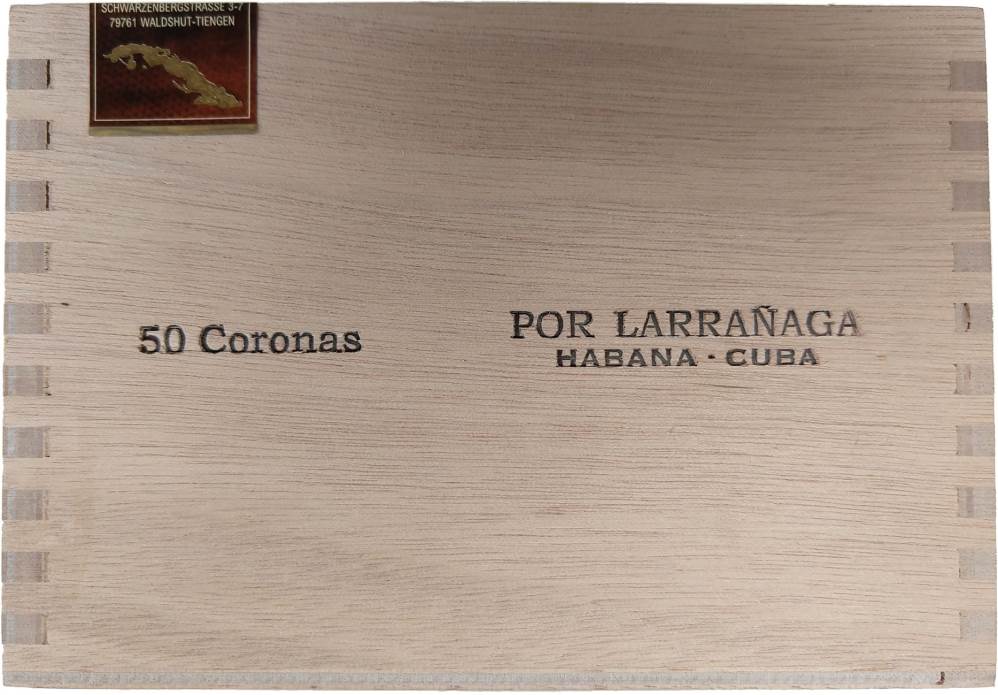 SCHWARZENBERGSTRASSE 3-7
79761 WALDSHUT-TIENGEN
50 Coronas
POR LARRAÑAGA
HABANA · CUBA